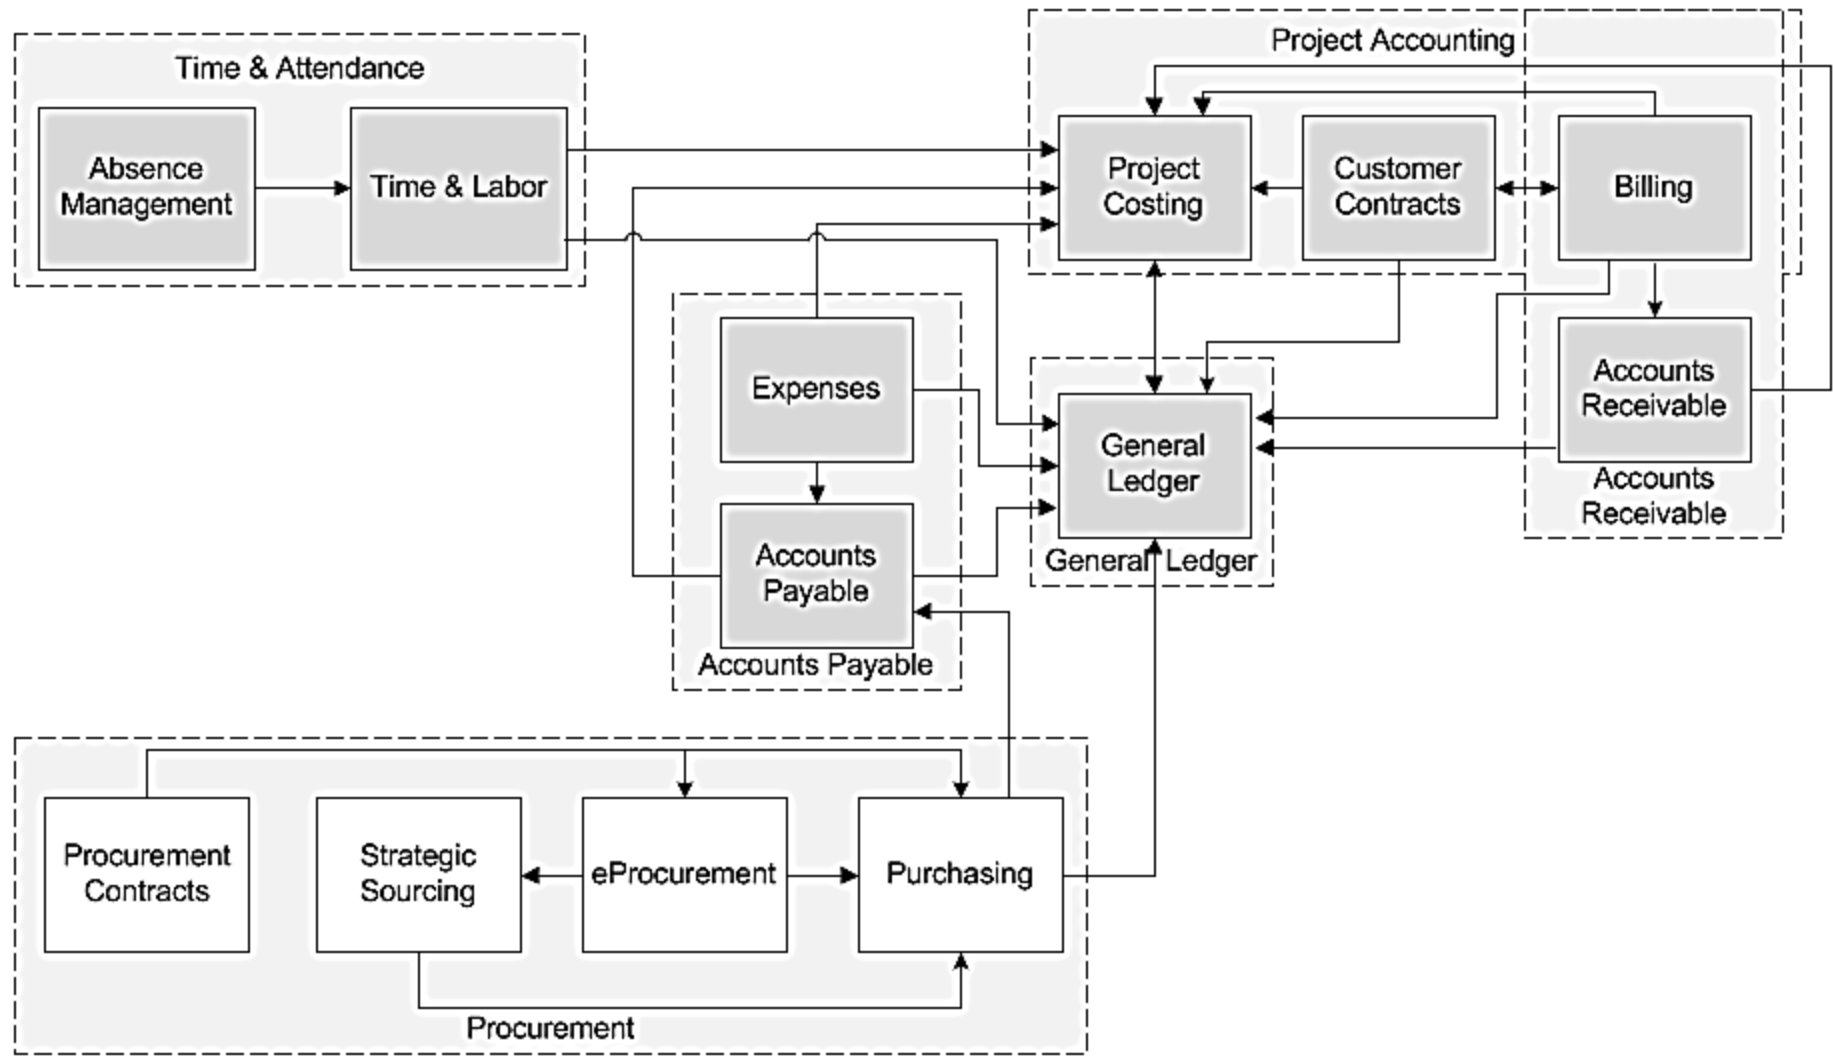 Time & Attendance
Absence
Management
Time & Labor
Project Accounting
Project
Costing
Customer
Contracts
Billing
Accounts
Receivable
Accounts
Receivable
Expenses
Accounts
Payable
Accounts Payable
General
Ledger
General Ledger
Procurement
Contracts
Strategic
Sourcing
eProcurement
Purchasing
Procurement